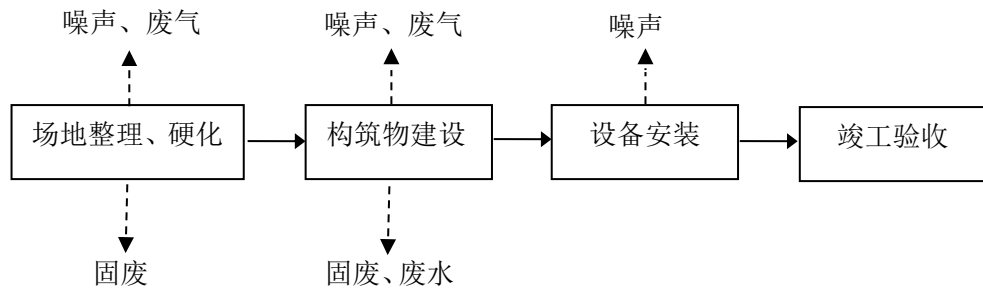 噪声、废气
噪声、废气
噪声
场地整理、硬化
构筑物建设
设备安装
竣工验收
固废
固废、废水